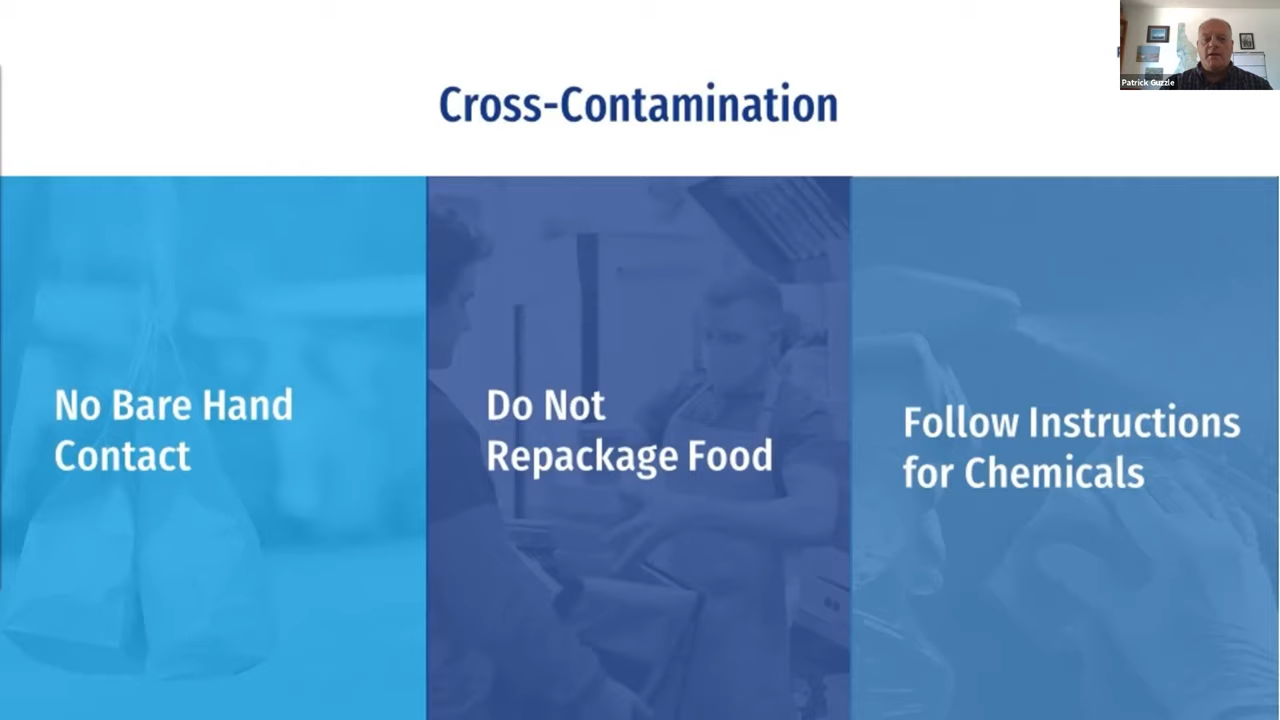 Patrick Guzzle
Cross-Contamination
No Bare Hand
Contact
Do Not
Repackage Food
Follow Instructions
for Chemicals